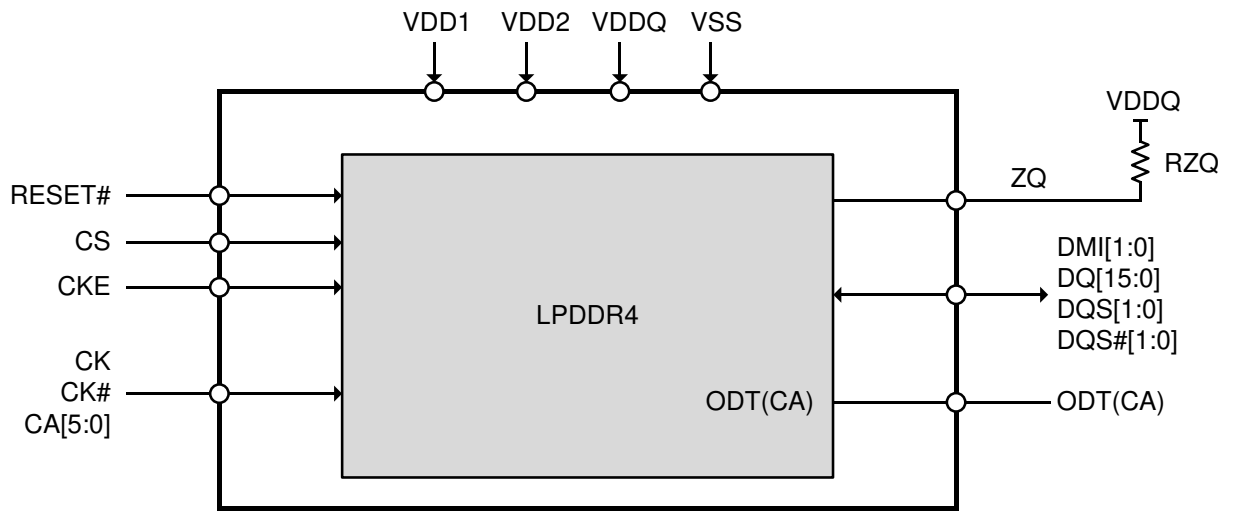 VDD1 VDD2 VDDQ VSS
VDDQ
RZQ
ZQ
RESET#
CS
CKE
CK
CK#
CA[5:0]
LPDDR4
DMI[1:0]
DQ[15:0]
DQS[1:0]
DQS#[1:0]
ODT(CA)
ODT(CA)